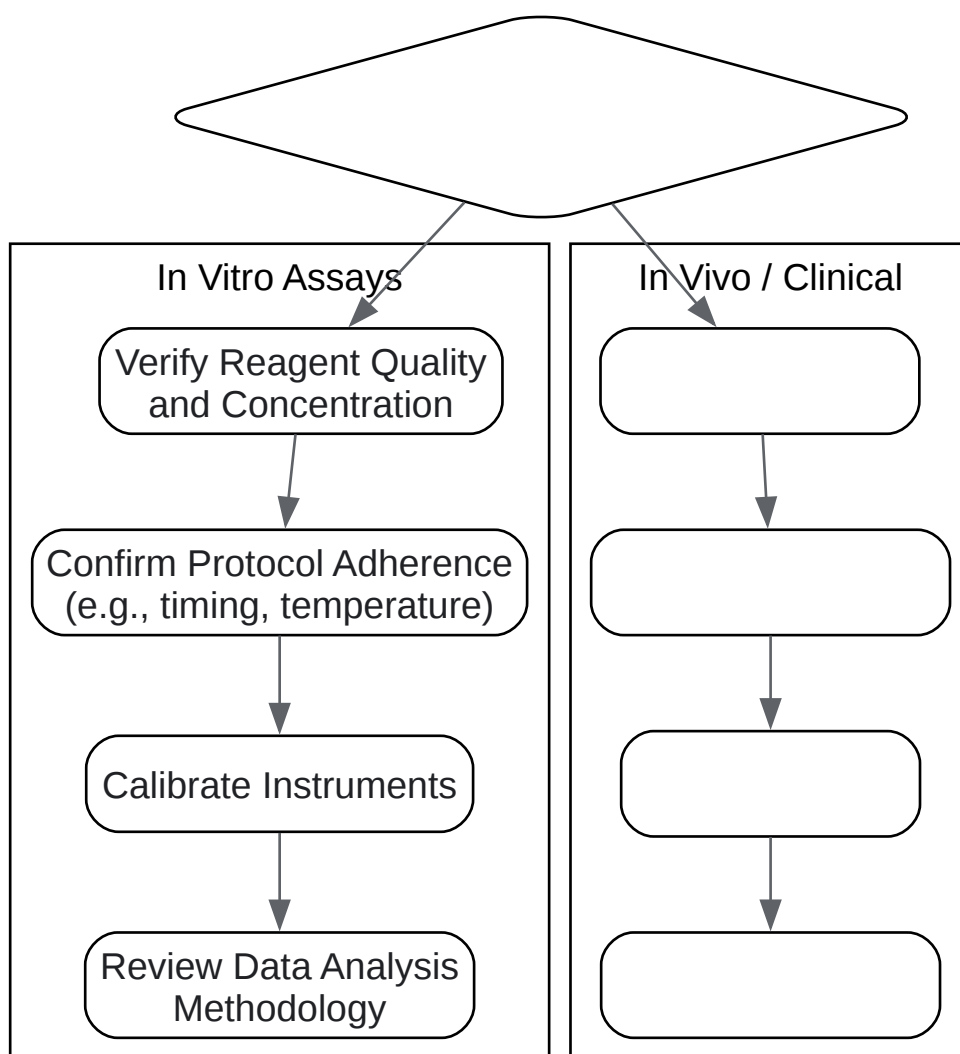 In Vitro Assays
In Vivo / Clinical
Verify Reagent Quality
and Concentration
Confirm Protocol Adherence
(e.g., timing, temperature)
Calibrate Instruments
Review Data Analysis
Methodology